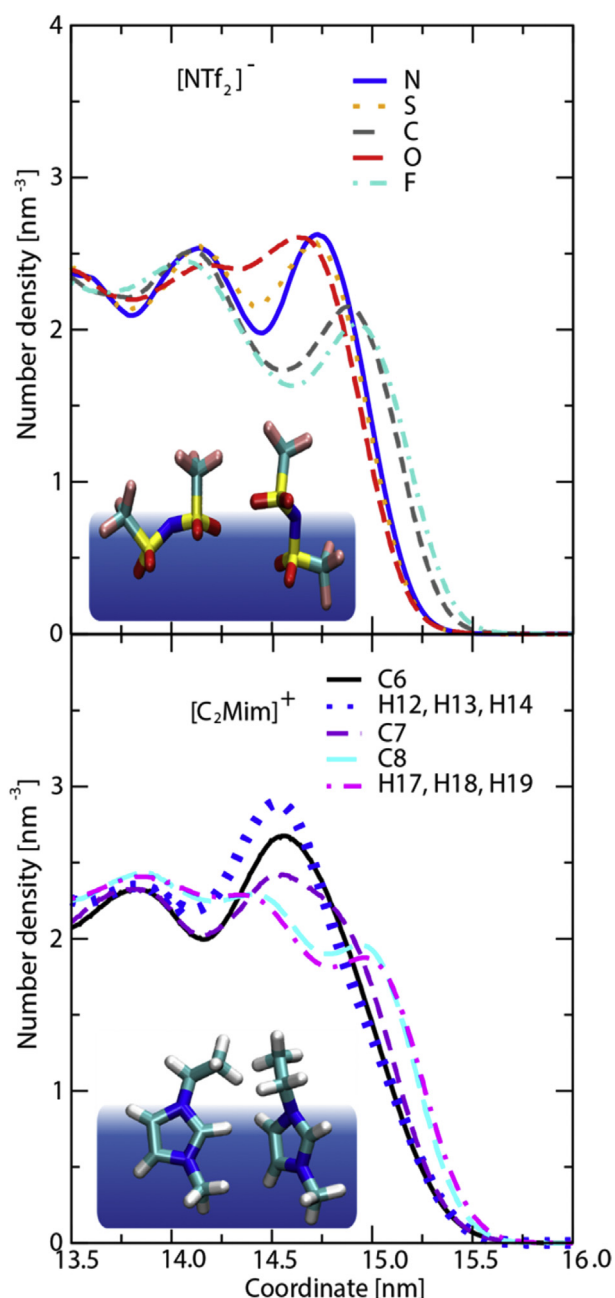 4
[NTf₂]⁻
N
S
C
O
F
3
Number density [nm⁻³]
2
1
0
[C₂Mim]⁺
C6
H12, H13, H14
C7
C8
H17, H18, H19
3
Number density [nm⁻³]
2
1
0
13.5 14.0 14.5 15.0 15.5 16.0
Coordinate [nm]